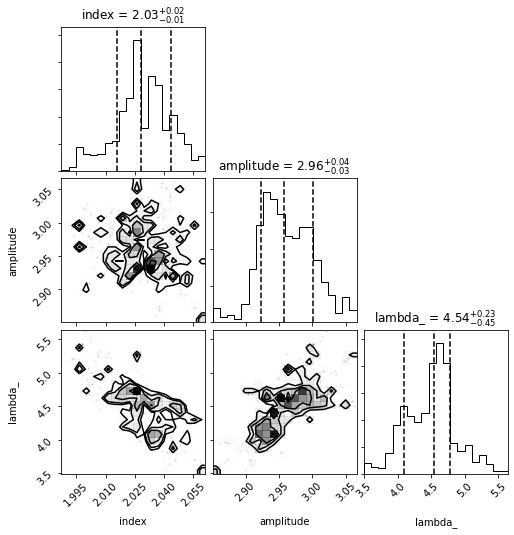 index = 2.03+0.02−0.01
amplitude = 2.96+0.04−0.03
lambda_ = 4.54+0.23−0.45
amplitude
3.05
3.00
2.95
2.90
lambda_
5.5
5.0
4.5
4.0
3.5
1.995
2.010
2.025
2.040
2.055
2.90
2.95
3.00
3.05
3.5
4.0
4.5
5.0
5.5
index
amplitude
lambda_